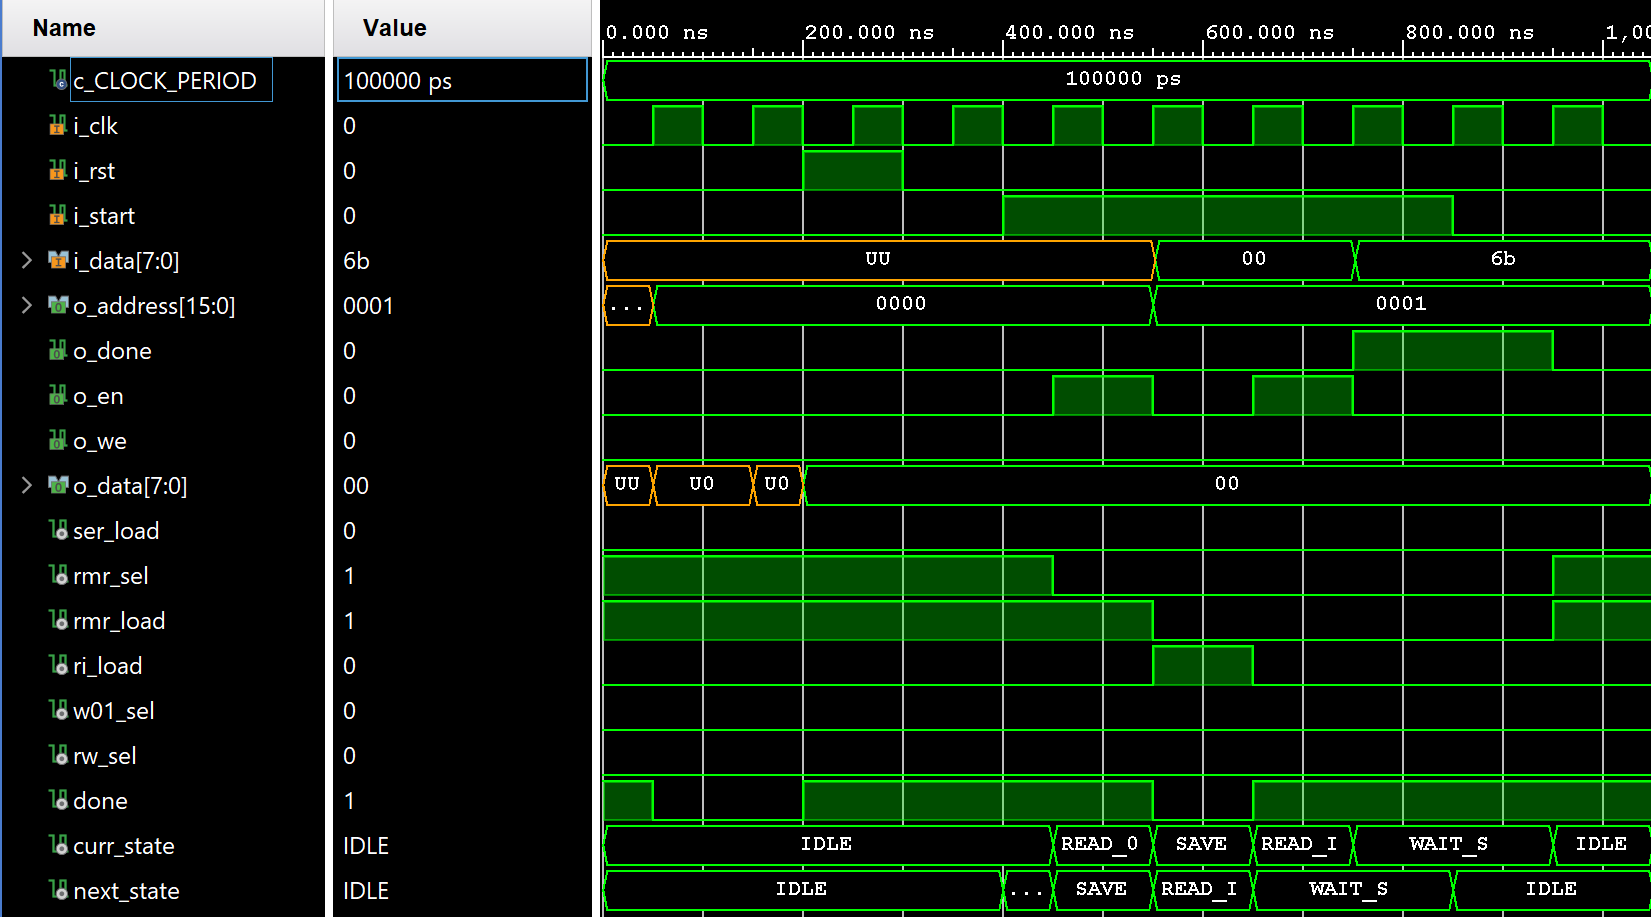 Name Value 0.000 ns 200.000 ns 400.000 ns 600.000 ns 800.000 ns 1,00
c_CLOCK_PERIOD 100000 ps 100000 ps
i_clk 0
i_rst 0
i_start 0
i_data[7:0] 6b UU 00 6b
o_address[15:0] 0001 ... 0000 0001
o_done 0
o_en 0
o_we 0
o_data[7:0] 00 UU U0 U0 00
ser_load 0
rmr_sel 1
rmr_load 1
ri_load 0
w01_sel 0
rw_sel 0
done 1
curr_state IDLE IDLE READ_0 SAVE READ_I WAIT_S IDLE
next_state IDLE IDLE ... SAVE READ_I WAIT_S IDLE